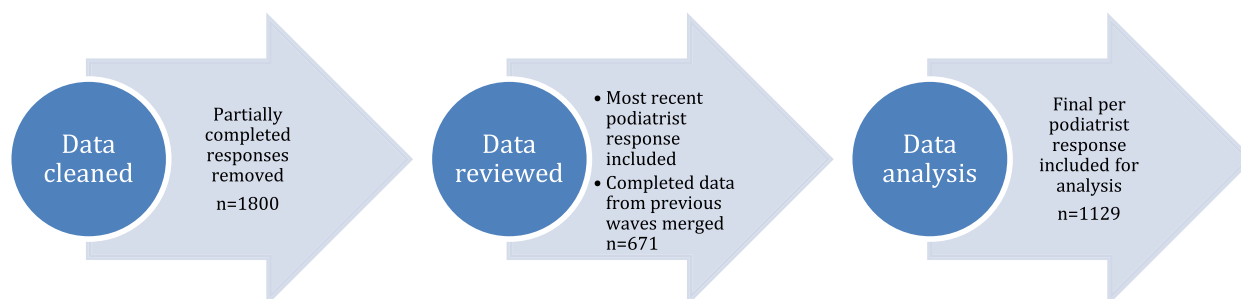 Data
cleaned
Partially
completed
responses
removed
n=1800
Data
reviewed
• Most recent
podiatrist
response
included
• Completed data
from previous
waves merged
n=671
Data
analysis
Final per
podiatrist
response
included for
analysis
n=1129